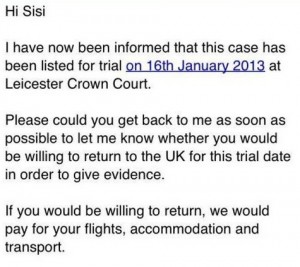 Hi Sisi
I have now been informed that this case has
been listed for trial on 16th January 2013 at
Leicester Crown Court.
Please could you get back to me as soon as
possible to let me know whether you would
be willing to return to the UK for this trial date
in order to give evidence.
If you would be willing to return, we would
pay for your flights, accommodation and
transport.